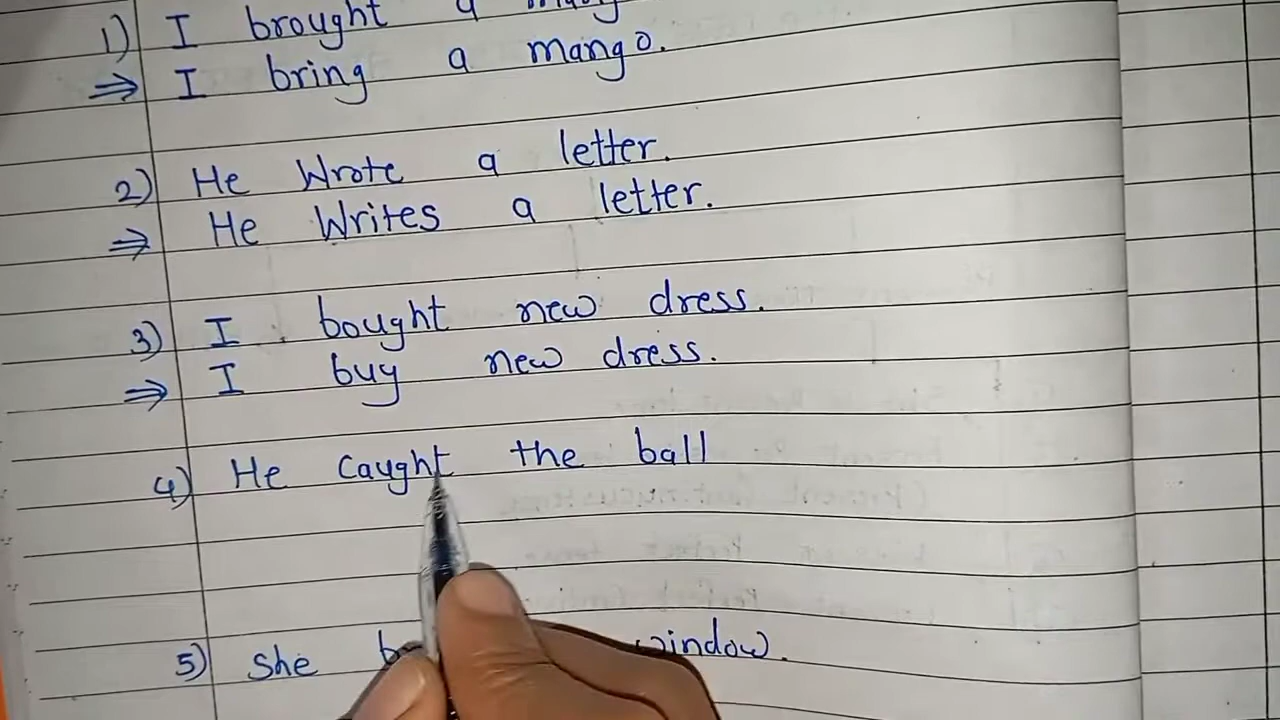 1) I brought a
⇒ I bring a mango.
2) He Wrote a letter.
⇒ He Writes a letter.
3) I bought new dress.
⇒ I buy new dress.
4) He Caught the ball
5) She window.